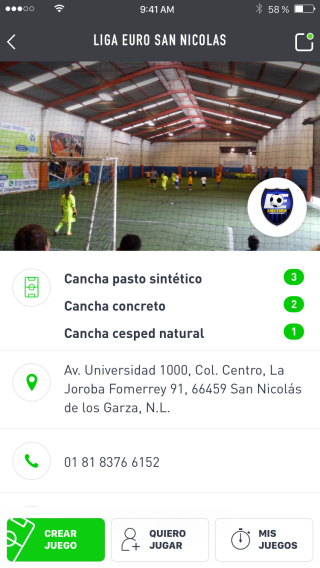 9:41 AM
58 %
LIGA EURO SAN NICOLAS
Cancha pasto sintético 3
Cancha concreto 2
Cancha cesped natural 1
Av. Universidad 1000, Col. Centro, La
Joroba Fomerrey 91, 66459 San Nicolás
de los Garza, N.L.
01 81 8376 6152
CREAR
JUEGO
QUIERO
JUGAR
MIS
JUEGOS